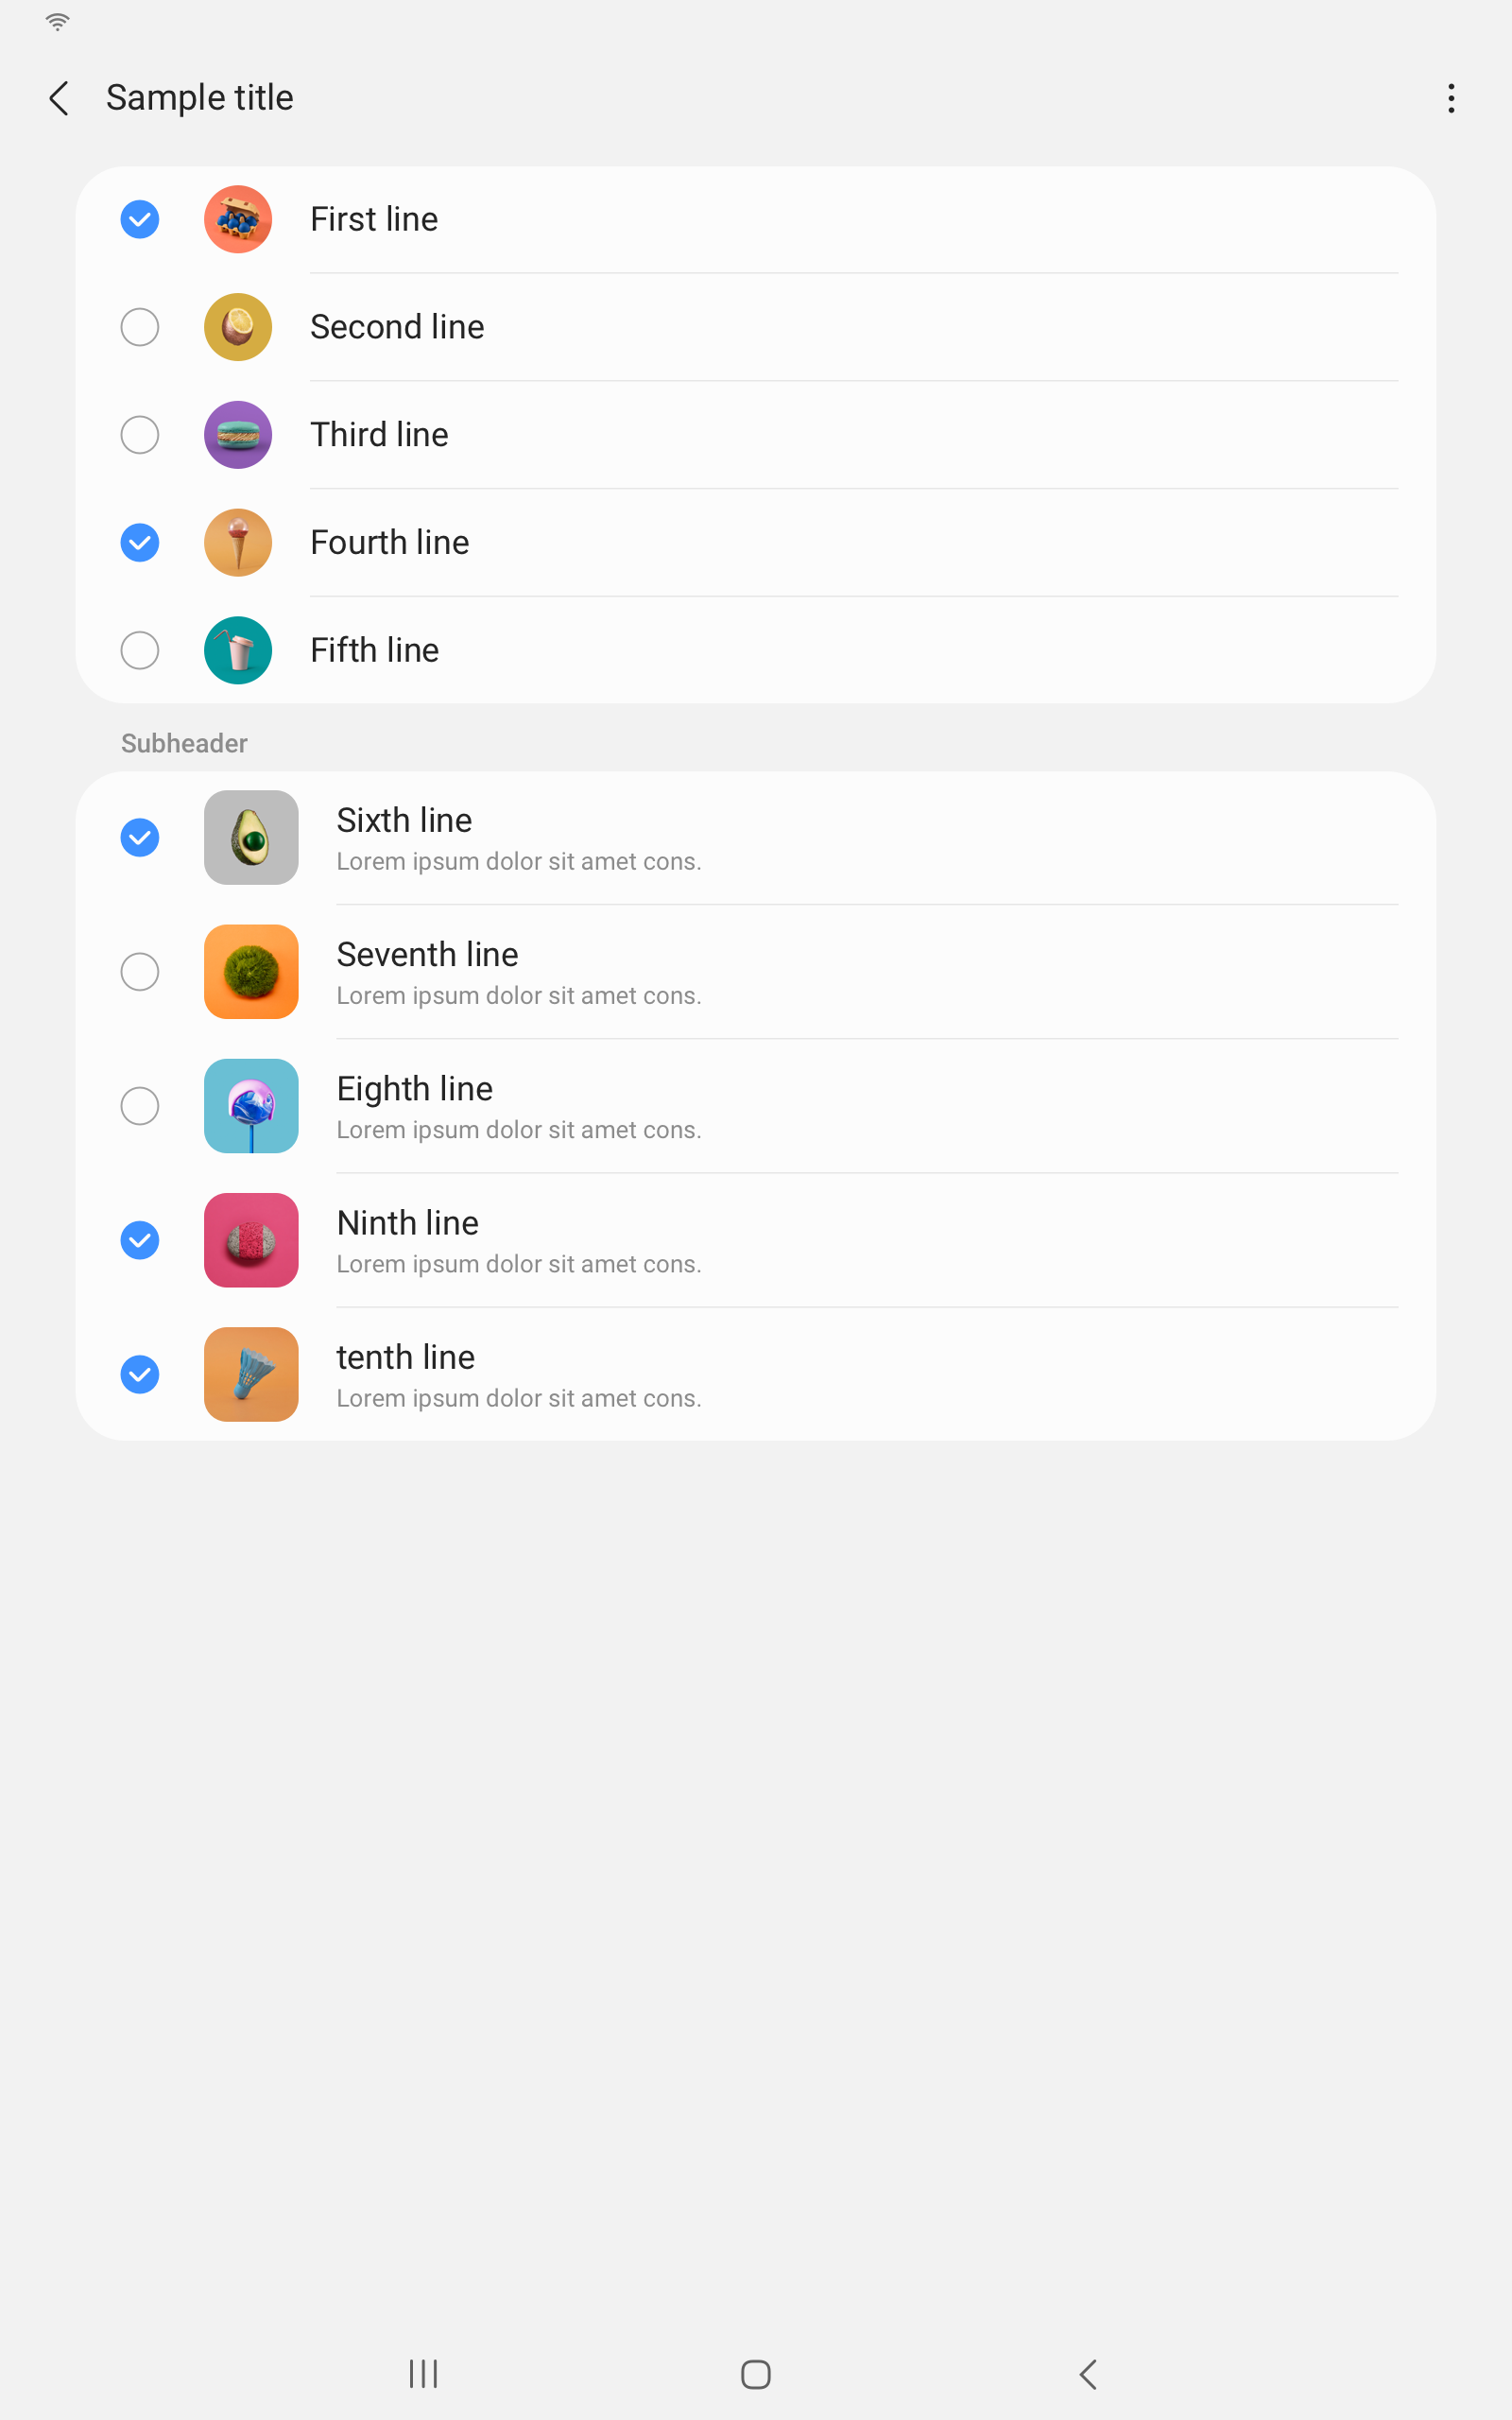 Sample title
First line
Second line
Third line
Fourth line
Fifth line
Subheader
Sixth line
Lorem ipsum dolor sit amet cons.
Seventh line
Lorem ipsum dolor sit amet cons.
Eighth line
Lorem ipsum dolor sit amet cons.
Ninth line
Lorem ipsum dolor sit amet cons.
tenth line
Lorem ipsum dolor sit amet cons.